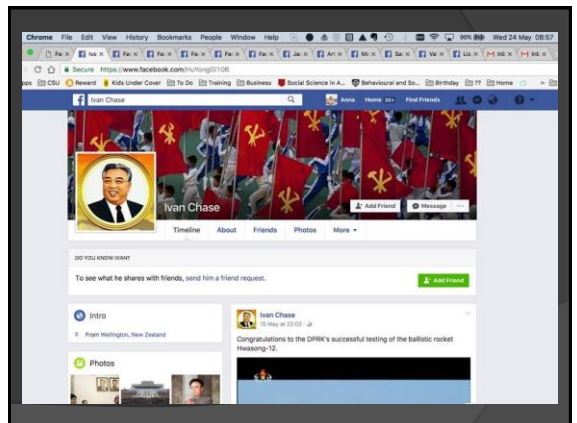 Chrome File Edit View History Bookmarks People Window Help 99% Wed 24 May 08:57
Secure https://www.facebook.com/HuYongGi106
CSU Reward Kids Under Cover To Do Training Business Social Science in A... Behavioural and So... Birthday ?? Home
Ivan Chase Anna Home 20+ Find Friends
Ivan Chase
Add Friend Message
Timeline About Friends Photos More
DO YOU KNOW IVAN?
To see what he shares with friends, send him a friend request. Add Friend
Intro
From Wellington, New Zealand
Photos
Ivan Chase
15 May at 22:02
Congratulations to the DPRK's successful testing of the ballistic rocket
Hwasong-12.